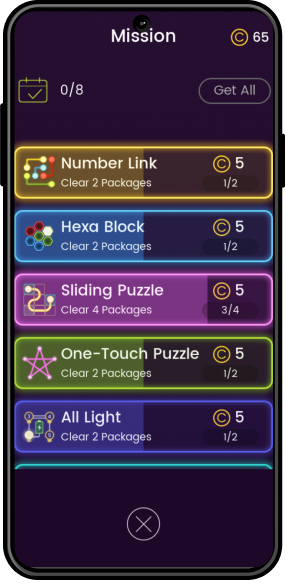 Mission
65
0/8
Get All
Number Link
5
Clear 2 Packages
1/2
Hexa Block
5
Clear 2 Packages
1/2
Sliding Puzzle
5
Clear 4 Packages
3/4
One-Touch Puzzle
5
Clear 2 Packages
1/2
All Light
5
Clear 2 Packages
1/2